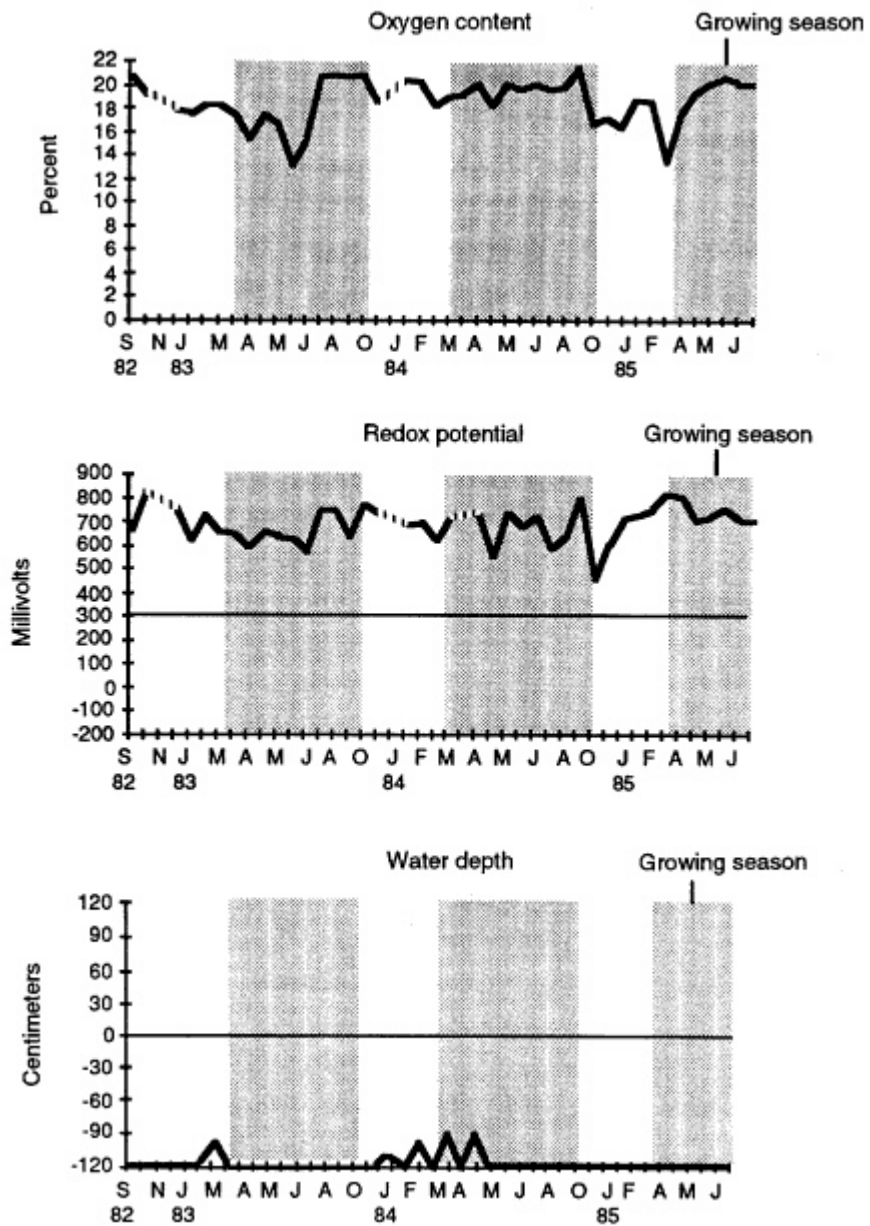 Oxygen content
Growing season
Percent
22
20
18
16
14
12
10
8
6
4
2
0
S N J M A J A O J F M A M J A O J F A M J
82 83 84 85
Redox potential
Growing season
Millivolts
900
800
700
600
500
400
300
200
100
0
-100
-200
S N J M A J A O J F M A M J A O J F A M J
82 83 84 85
Water depth
Growing season
Centimeters
120
90
60
30
0
-30
-60
-90
-120
S N J M A J A O J F M A M J A O J F A M J
82 83 84 85